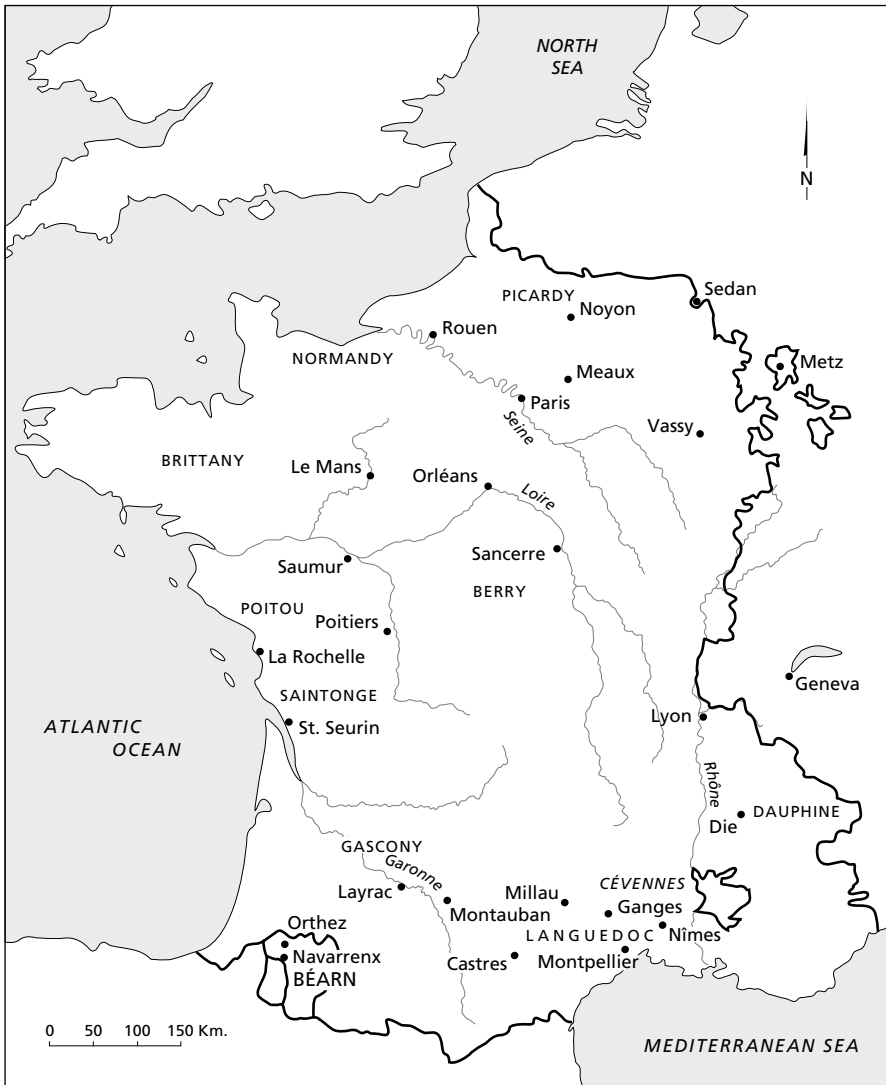 NORTH
SEA
N
Sedan
PICARDY
Noyon
Rouen
NORMANDY
Metz
Meaux
Paris
Seine
Vassy
BRITTANY
Le Mans
Orléans
Loire
Sancerre
Saumur
BERRY
POITOU
Poitiers
La Rochelle
Geneva
SAINTONGE
Lyon
St. Seurin
ATLANTIC
OCEAN
Rhône
DAUPHINE
Die
GASCONY
Garonne
Layrac
Millau
CÉVENNES
Montauban
Ganges
Orthez
LANGUEDOC
Nîmes
Navarrenx
Castres
Montpellier
BÉARN
0 50 100 150 Km.
MEDITERRANEAN SEA